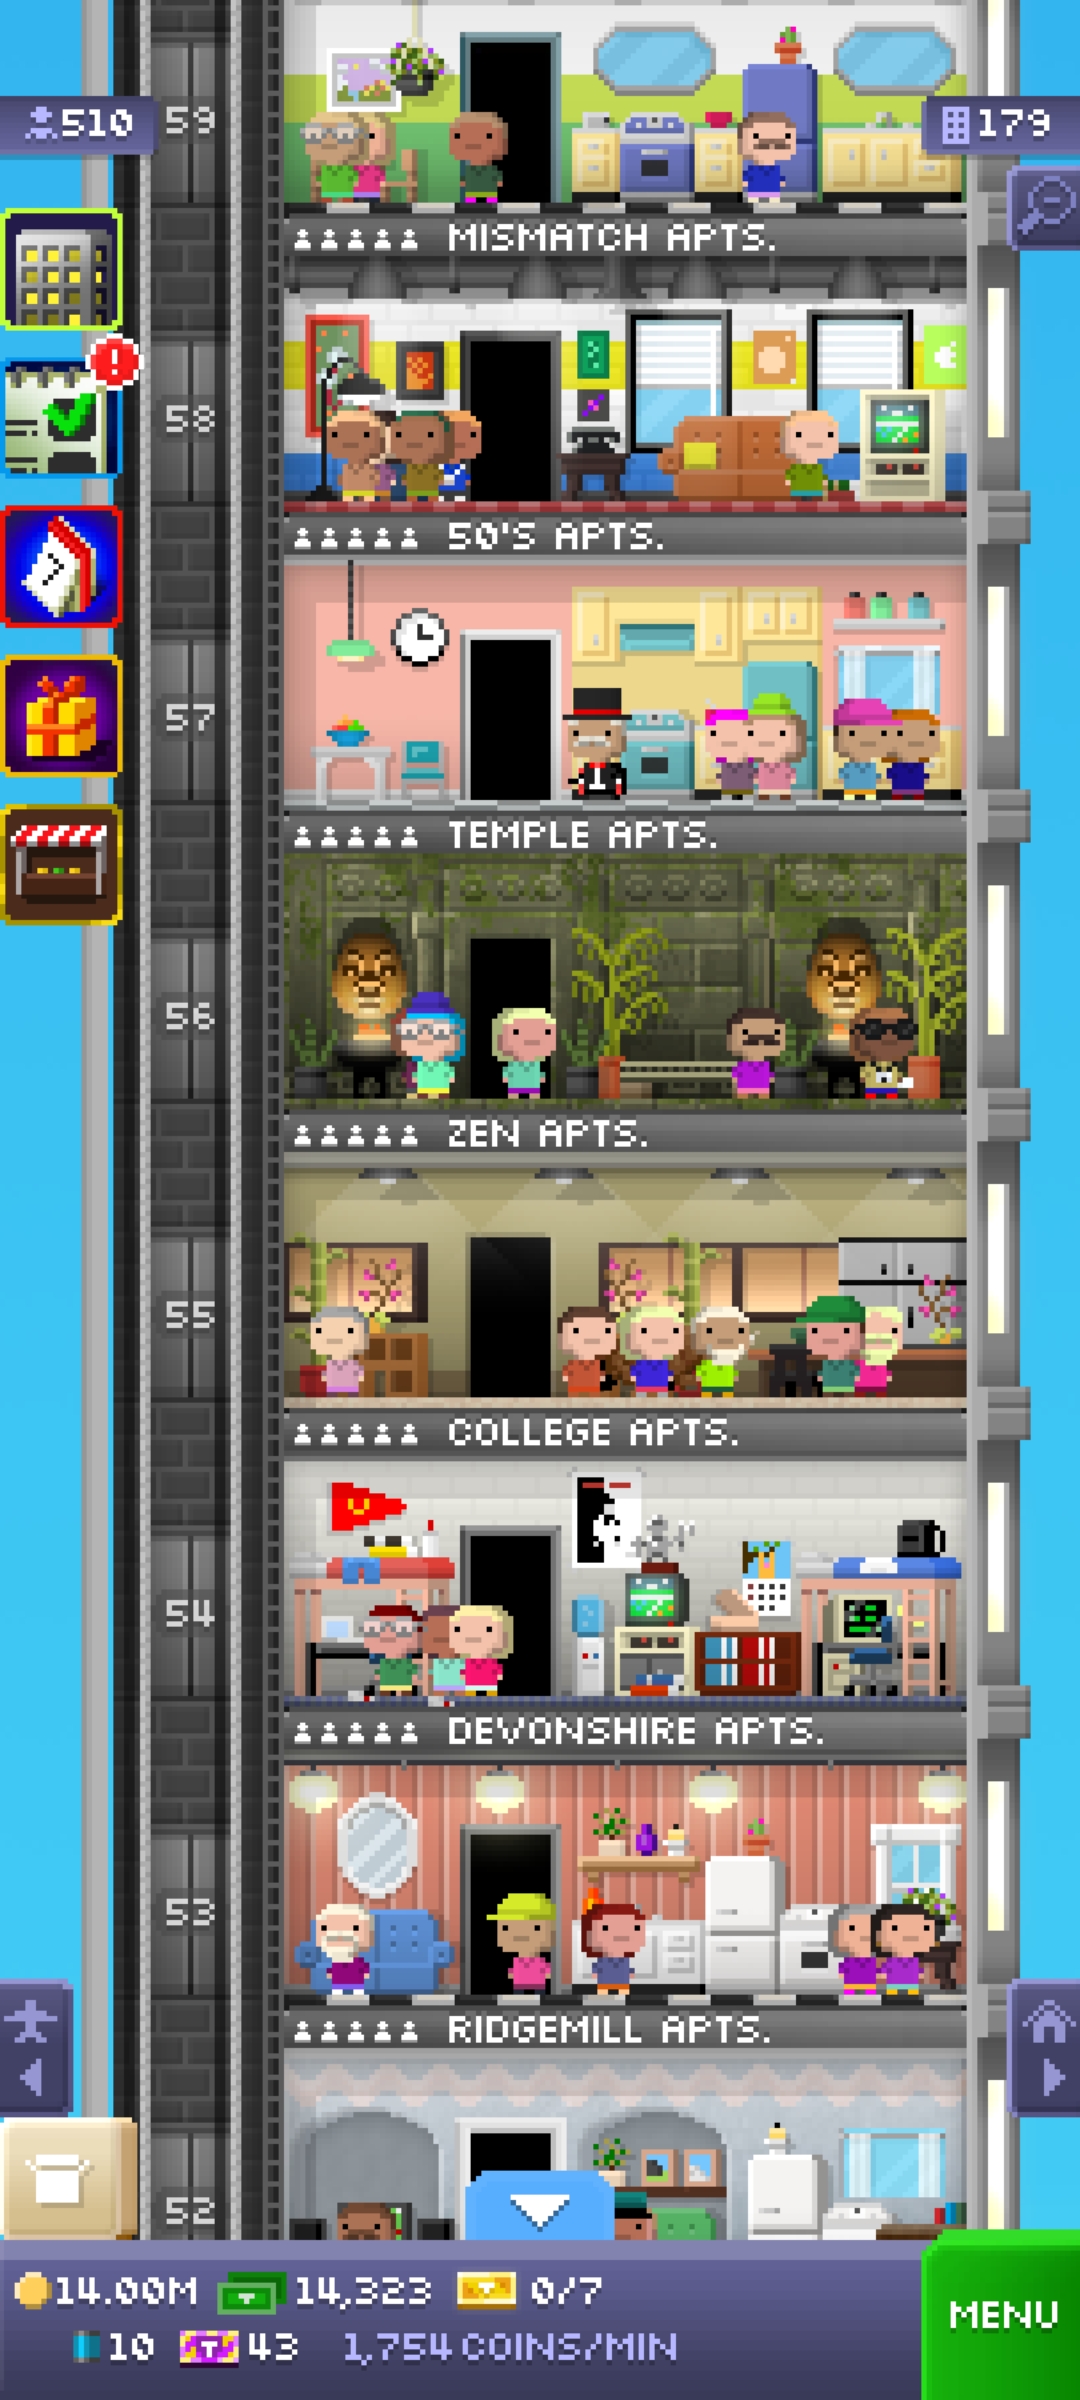 510
59
179
MISMATCH APTS.
58
50'S APTS.
57
TEMPLE APTS.
56
ZEN APTS.
55
COLLEGE APTS.
54
DEVONSHIRE APTS.
53
RIDGEMILL APTS.
52
14.00M 14,323 0/7
MENU
10 43 1,754 COINS/MIN